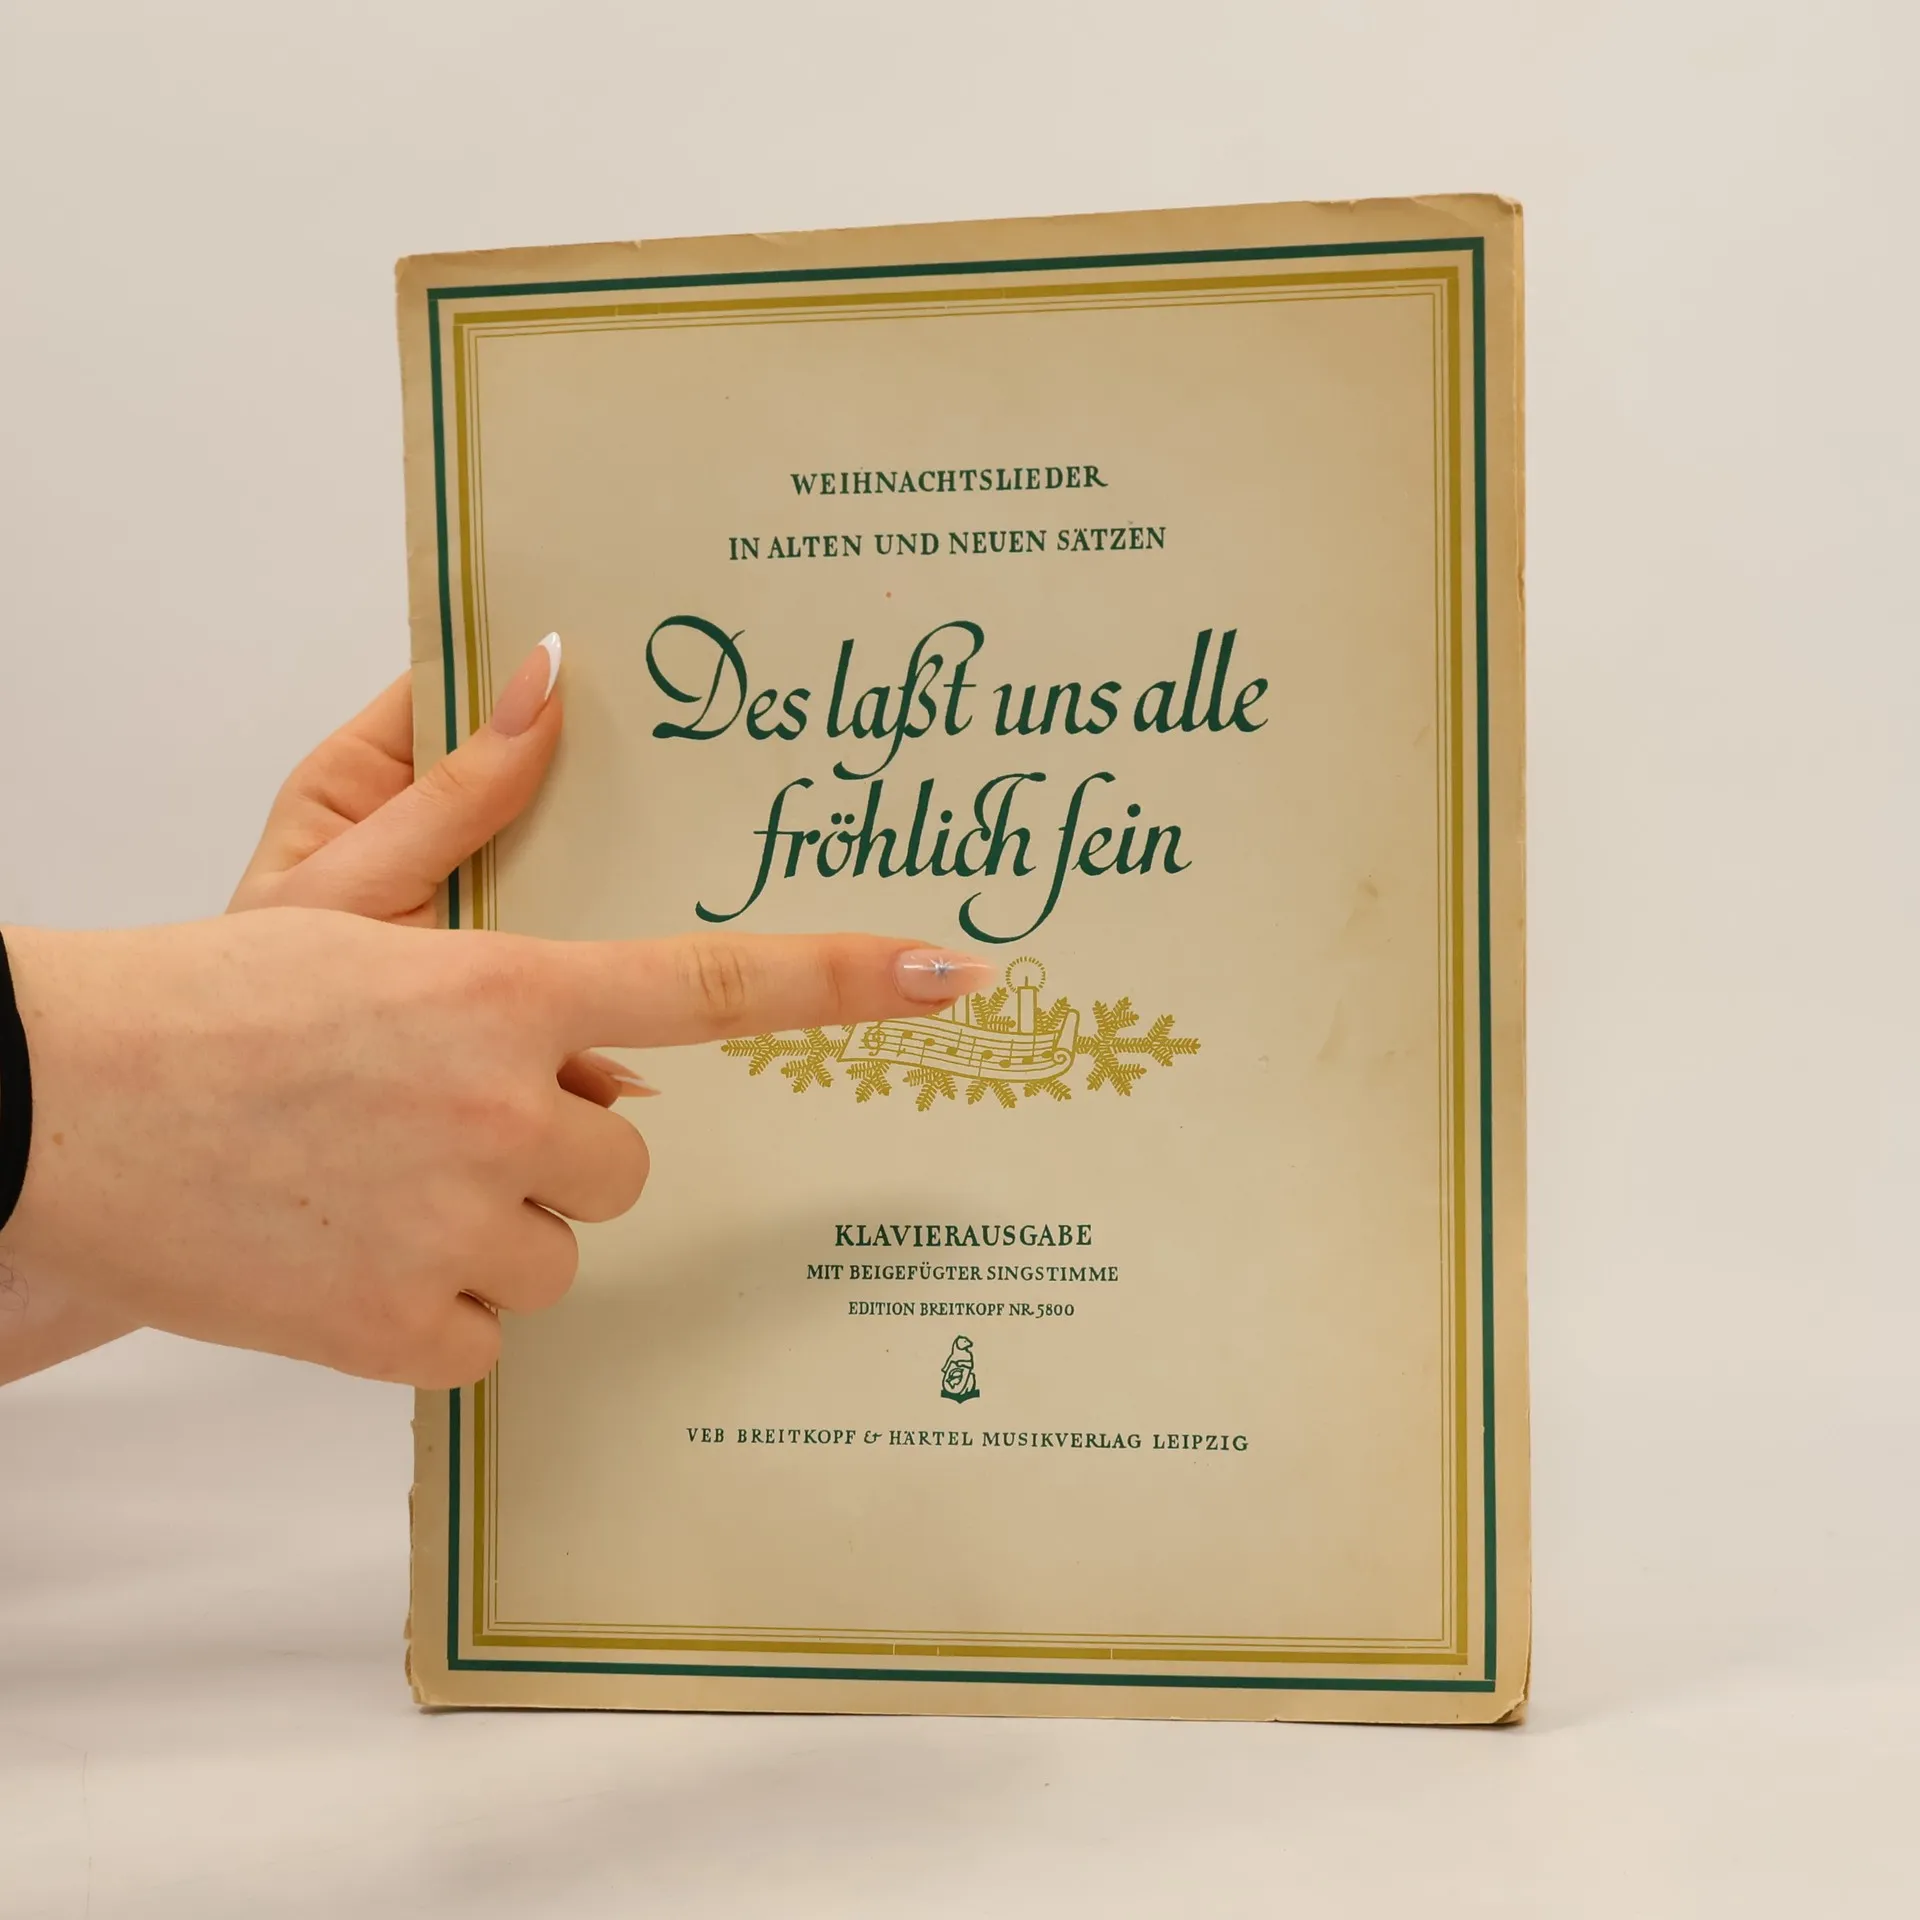 WEIHNACHTSLIEDER
IN ALTEN UND NEUEN SÄTZEN
Des laßt uns alle
fröhlich sein
KLAVIERAUSGABE
MIT BEIGEFÜGTER SINGSTIMME
EDITION BREITKOPF NR. 5800
VEB BREITKOPF & HÄRTEL MUSIKVERLAG LEIPZIG